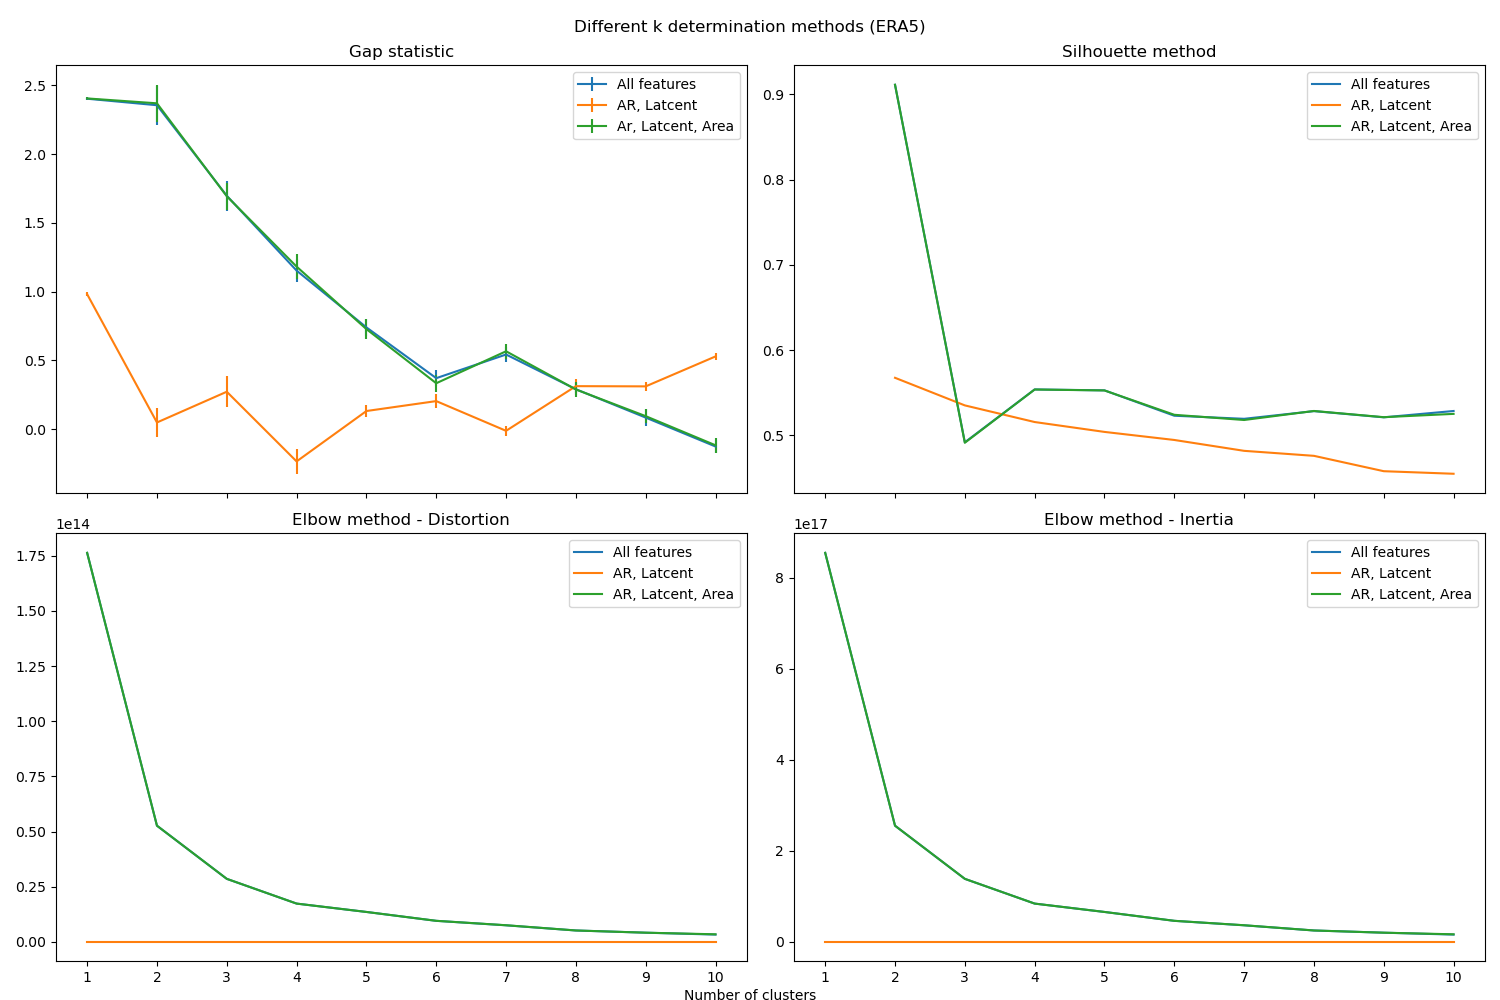 Different k determination methods (ERA5)
Gap statistic
2.5
2.0
1.5
1.0
0.5
0.0
All features
AR, Latcent
Ar, Latcent, Area
Silhouette method
0.9
0.8
0.7
0.6
0.5
All features
AR, Latcent
AR, Latcent, Area
Elbow method - Distortion
1e14
1.75
1.50
1.25
1.00
0.75
0.50
0.25
0.00
All features
AR, Latcent
AR, Latcent, Area
1 2 3 4 5 6 7 8 9 10
Elbow method - Inertia
1e17
8
6
4
2
0
All features
AR, Latcent
AR, Latcent, Area
1 2 3 4 5 6 7 8 9 10
Number of clusters